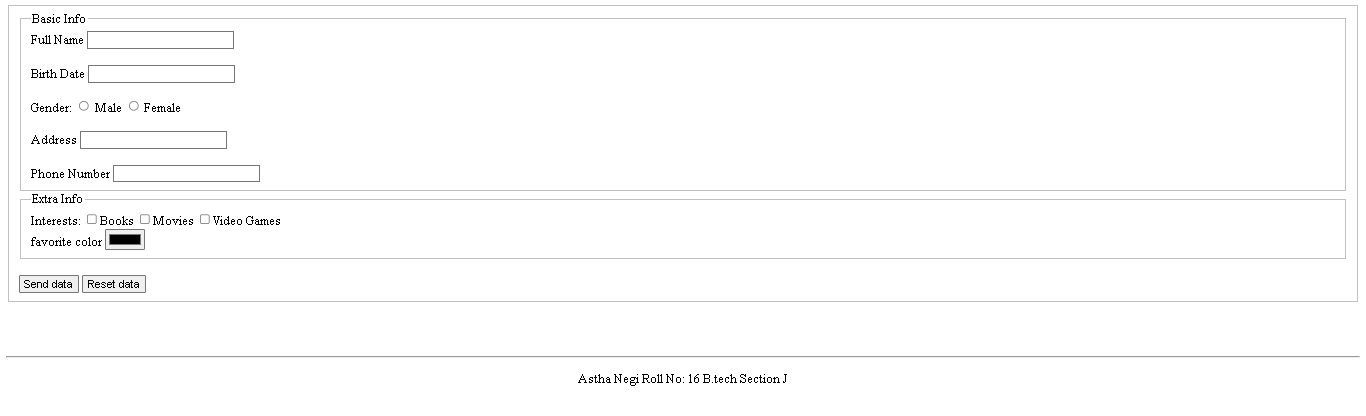 Basic Info
Full Name
Birth Date
Gender: Male Female
Address
Phone Number
Extra Info
Interests: Books Movies Video Games
favorite color
Send data Reset data
Astha Negi Roll No: 16 B.tech Section J